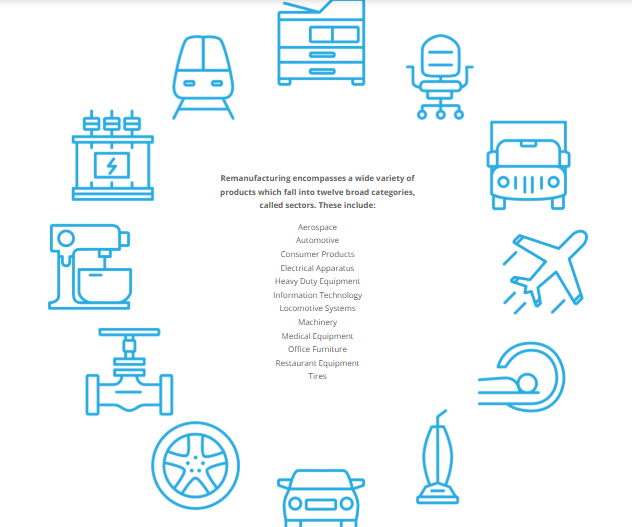 Remanufacturing encompasses a wide variety of
products which fall into twelve broad categories,
called sectors. These include:
Aerospace
Automotive
Consumer Products
Electrical Apparatus
Heavy Duty Equipment
Information Technology
Locomotive Systems
Machinery
Medical Equipment
Office Furniture
Restaurant Equipment
Tires